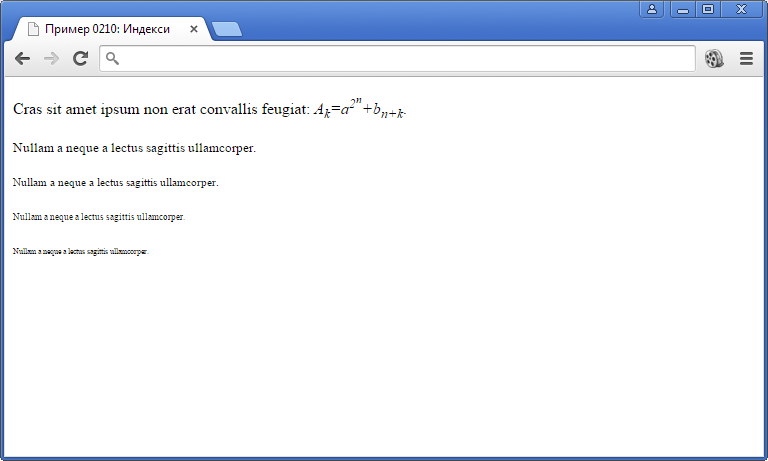 Пример 0210: Индекси
Cras sit amet ipsum non erat convallis feugiat: Aₖ=a²ⁿ+bₙ₊ₖ.
Nullam a neque a lectus sagittis ullamcorper.
Nullam a neque a lectus sagittis ullamcorper.
Nullam a neque a lectus sagittis ullamcorper.
Nullam a neque a lectus sagittis ullamcorper.